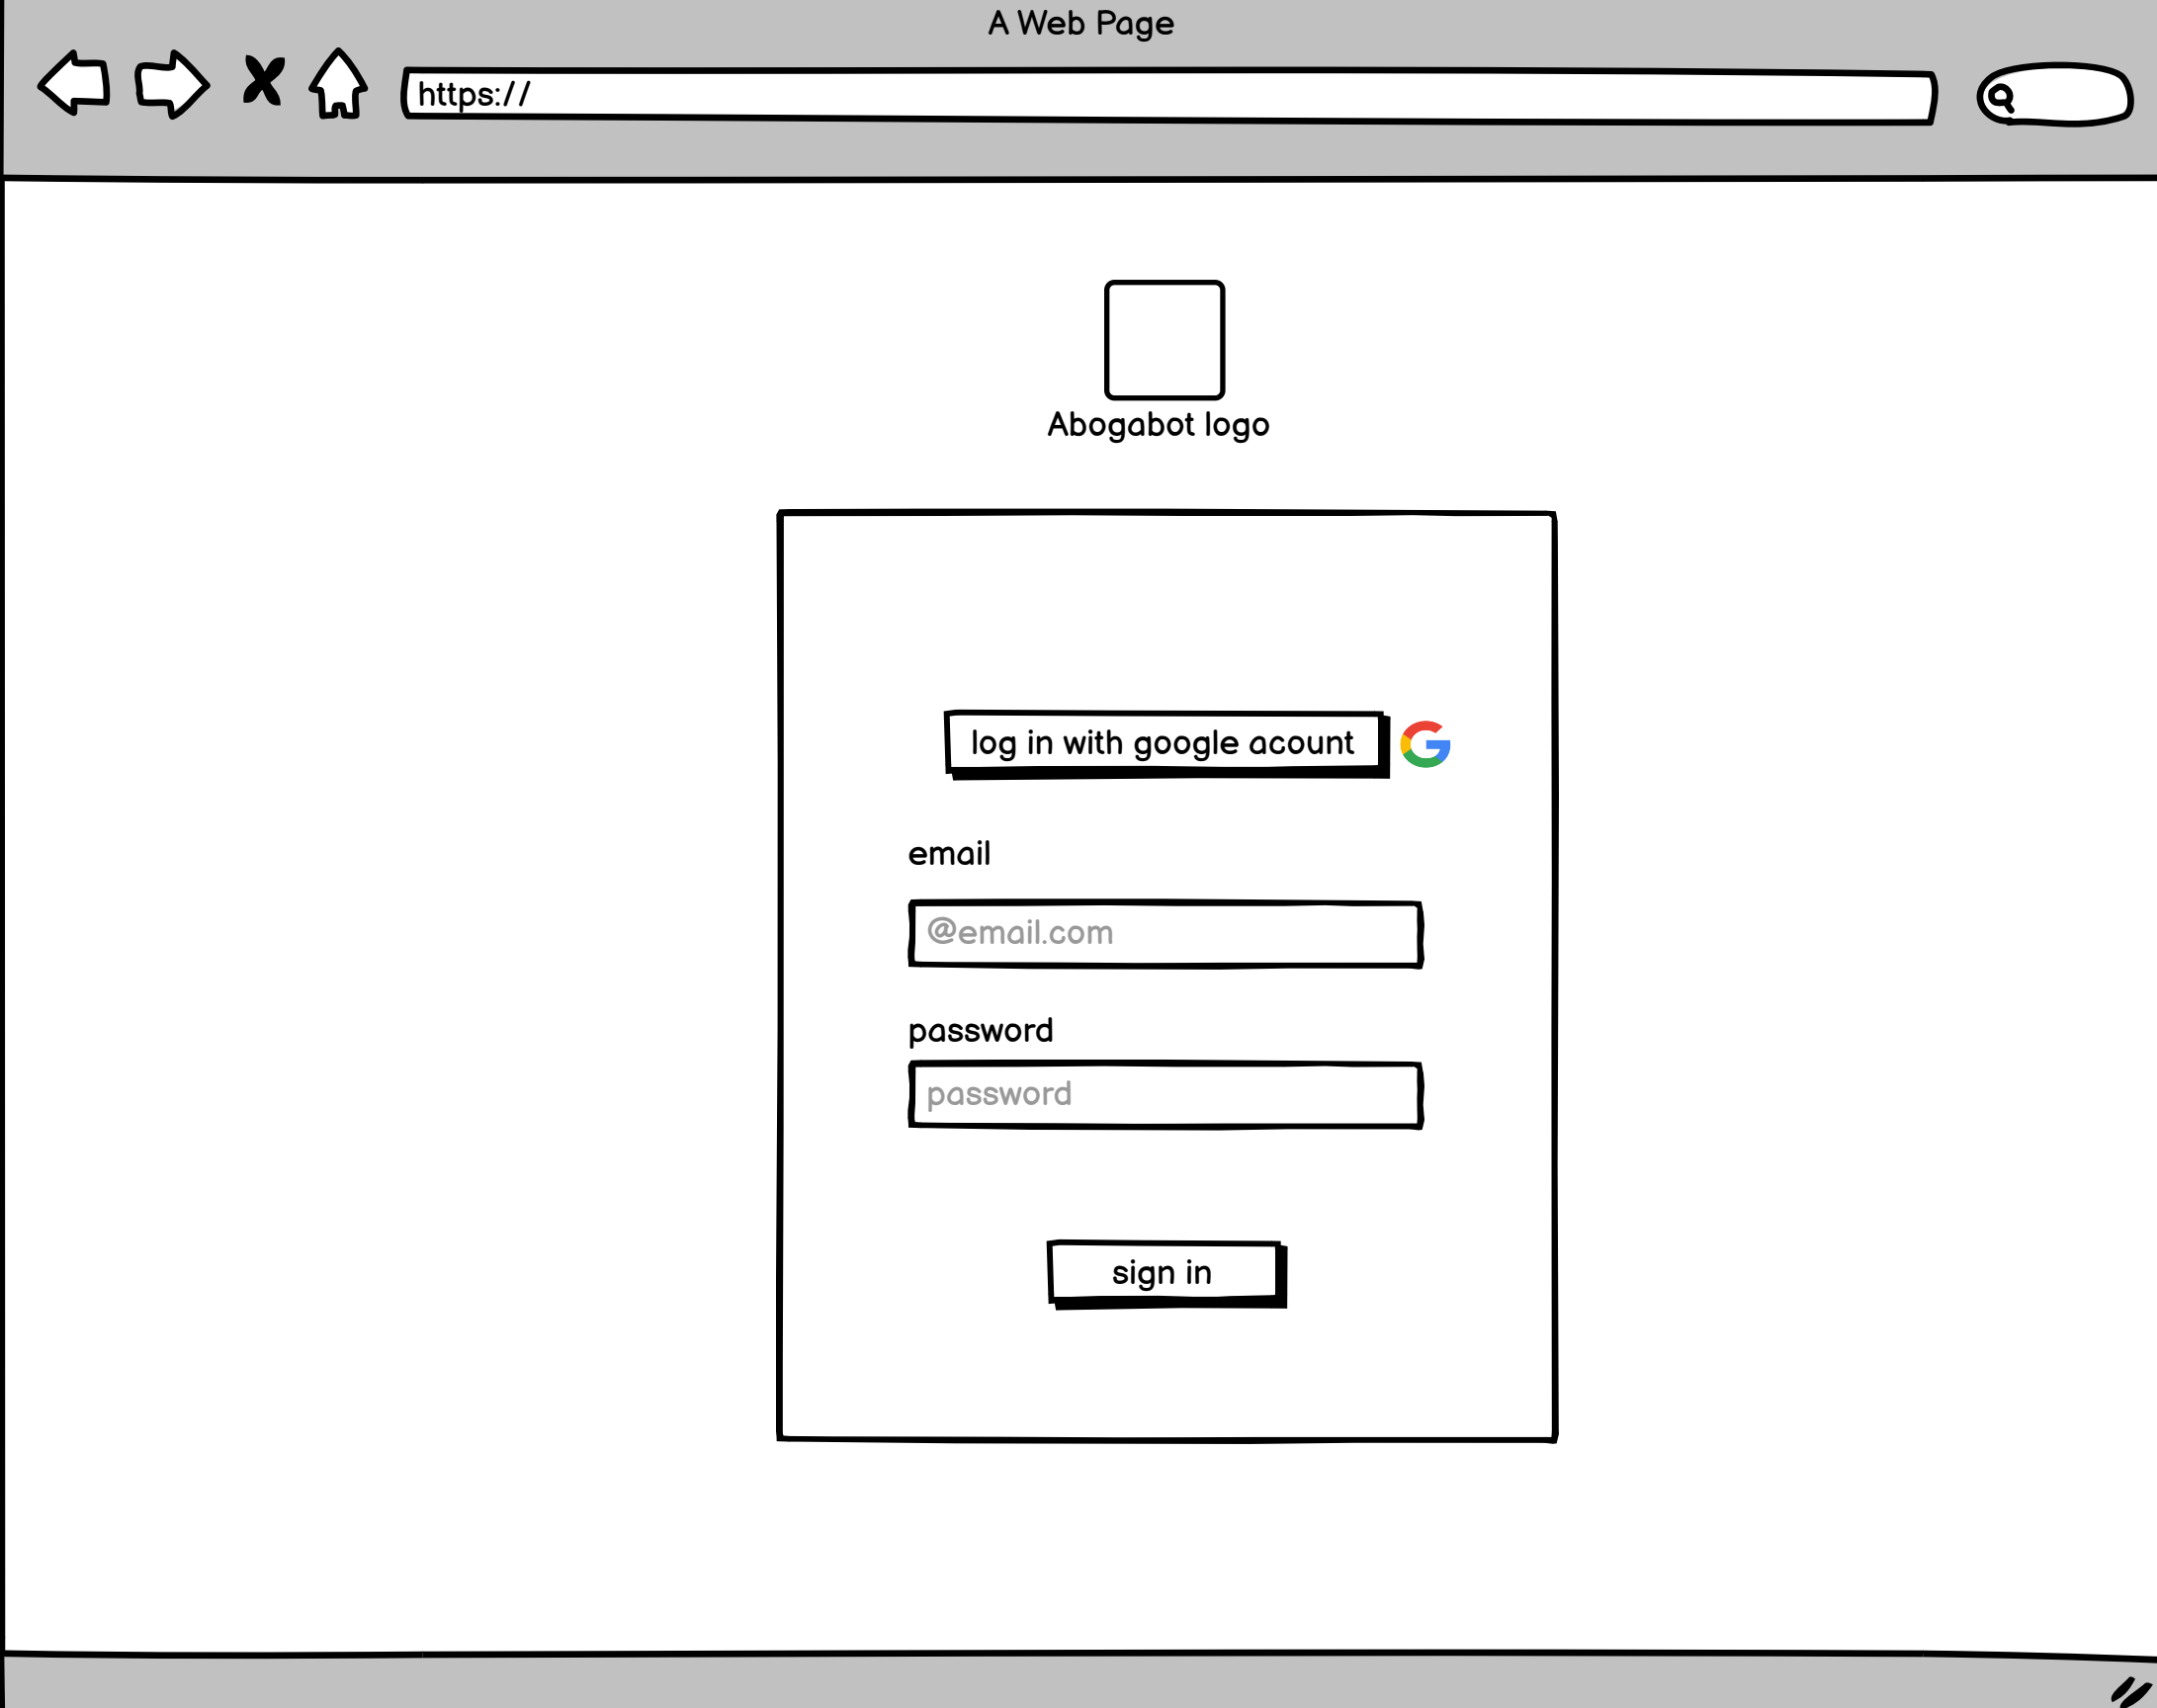 A Web Page
https://
Abogabot logo
log in with google acount
email
@email.com
password
password
sign in